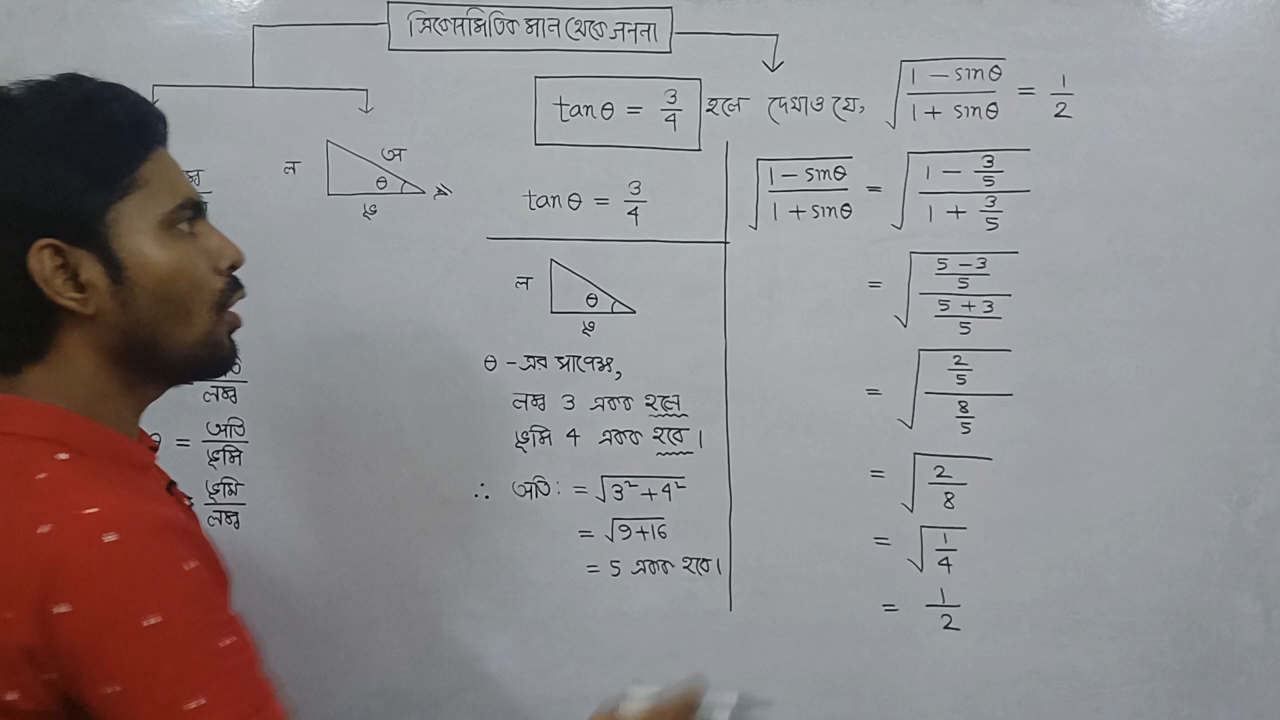 ত্রিকোণমিতিক মান থেকে গণনা
tanθ = 3/4 হলে দেখাও যে, √((1 - sinθ)/(1 + sinθ)) = 1/2
ল অ θ ভূ
tanθ = 3/4
ল θ ভূ
θ - এর সাপেক্ষে,
লম্ব 3 একক হলে
ভূমি 4 একক হবে।
∴ অতি: = √(3² + 4²)
= √(9+16)
= 5 একক হবে।
√((1 - sinθ)/(1 + sinθ)) = √((1 - 3/5)/(1 + 3/5))
= √(((5 - 3)/5)/((5 + 3)/5))
= √((2/5)/(8/5))
= √(2/8)
= √(1/4)
= 1/2
লম্ব
= অতি/ভূমি
= ভূমি/লম্ব